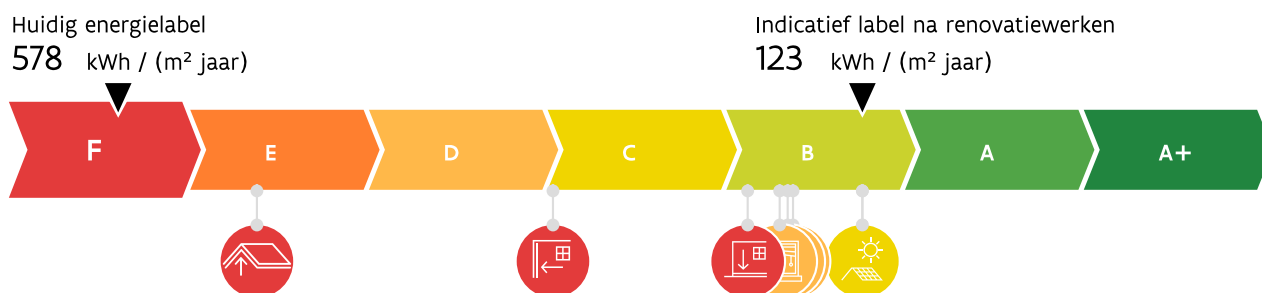 Huidig energielabel
578 kWh / (m² jaar)
Indicatief label na renovatiewerken
123 kWh / (m² jaar)
F E D C B A A+